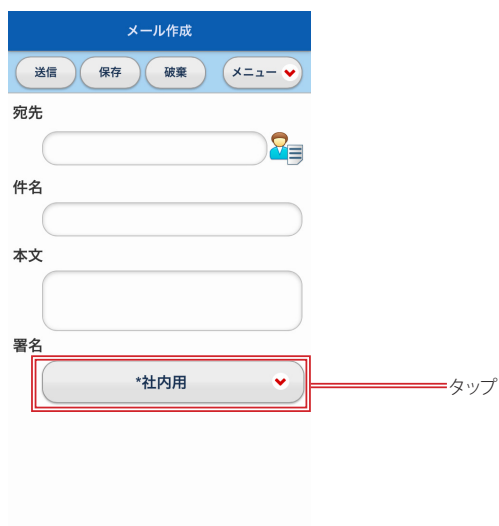 メール作成
送信 保存 破棄 メニュー
宛先
件名
本文
署名
*社内用
タップ